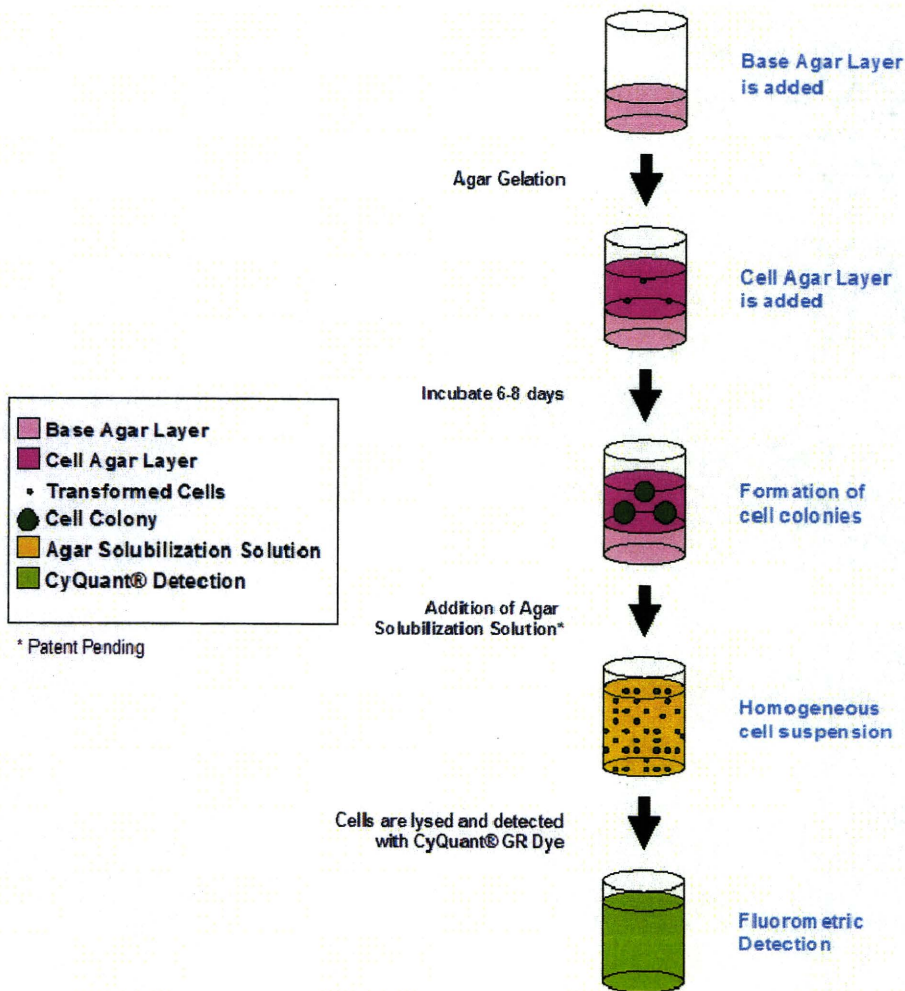 Base Agar Layer
is added
Agar Gelation
Cell Agar Layer
is added
Incubate 6-8 days
Base Agar Layer
Cell Agar Layer
Transformed Cells
Cell Colony
Agar Solubilization Solution
CyQuant® Detection
* Patent Pending
Formation of
cell colonies
Addition of Agar
Solubilization Solution*
Homogeneous
cell suspension
Cells are lysed and detected
with CyQuant® GR Dye
Fluorometric
Detection